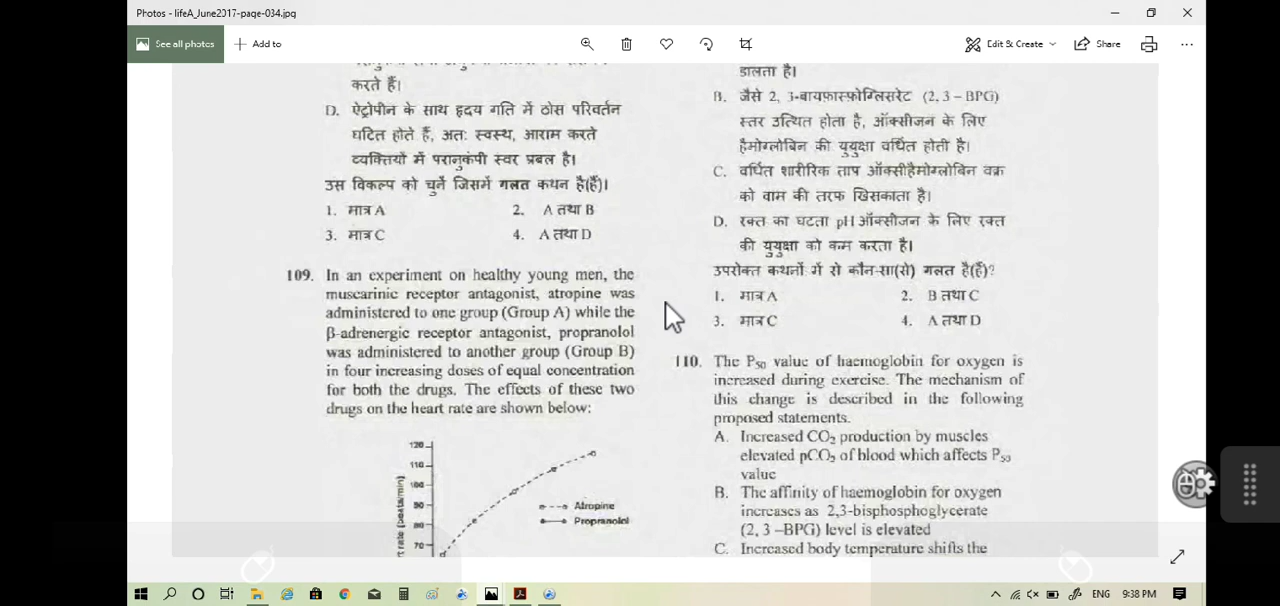 Photos - lifeA_June2017-page-034.jpg
See all photos
Add to
Edit & Create
Share
करते हैं।
D. ऐट्रोपीन के साथ हृदय गति में ठोस परिवर्तन
घटित होते हैं, अत: स्वस्थ, आराम करते
व्यक्तियों में परानुकंपी स्वर प्रबल है।
उस विकल्प को चुनें जिसमें गलत कथन है(हैं)।
1. मात्र A 2. A तथा B
3. मात्र C 4. A तथा D
109. In an experiment on healthy young men, the
muscarinic receptor antagonist, atropine was
administered to one group (Group A) while the
β-adrenergic receptor antagonist, propranolol
was administered to another group (Group B)
in four increasing doses of equal concentration
for both the drugs. The effects of these two
drugs on the heart rate are shown below:
120
110
100
90
80
70
rt rate (beats/min)
Atropine
Propranolol
डालता है।
B. जैसे 2, 3-बायफ़ास्फ़ोग्लिसरेट (2, 3 – BPG)
स्तर उत्थित होता है, ऑक्सीजन के लिए
हैमोग्लोबिन की युयुक्षा वर्धित होती है।
C. वर्धित शारीरिक ताप ऑक्सीहैमोग्लोबिन वक्र
को वाम की तरफ खिसकाता है।
D. रक्त का घटता pH ऑक्सीजन के लिए रक्त
की युयुक्षा को कम करता है।
उपरोक्त कथनों में से कौन-सा(से) गलत है(हैं)?
1. मात्र A 2. B तथा C
3. मात्र C 4. A तथा D
110. The P50 value of haemoglobin for oxygen is
increased during exercise. The mechanism of
this change is described in the following
proposed statements.
A. Increased CO2 production by muscles
elevated pCO2 of blood which affects P50
value
B. The affinity of haemoglobin for oxygen
increases as 2,3-bisphosphoglycerate
(2, 3 –BPG) level is elevated
C. Increased body temperature shifts the
ENG 9:38 PM